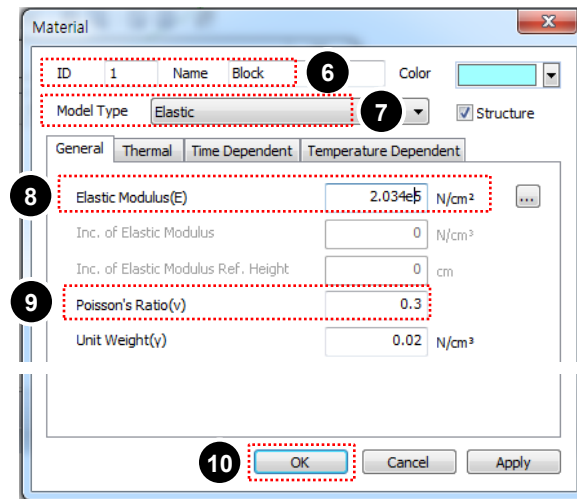 Material
ID 1 Name Block 6 Color
Model Type Elastic 7 Structure
General Thermal Time Dependent Temperature Dependent
8 Elastic Modulus(E) 2.034e5 N/cm² ...
Inc. of Elastic Modulus 0 N/cm³
Inc. of Elastic Modulus Ref. Height 0 cm
9 Poisson's Ratio(ν) 0.3
Unit Weight(γ) 0.02 N/cm³
10 OK Cancel Apply